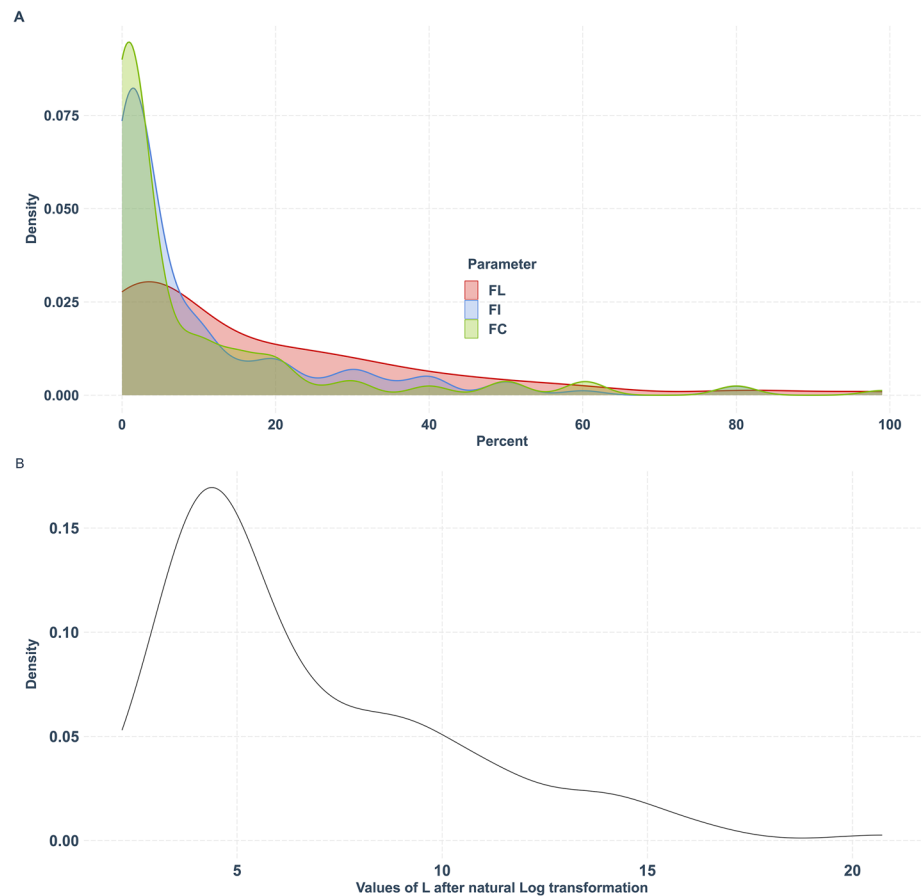 A
Density
0.075
0.050
0.025
0.000
Parameter
FL
FI
FC
0 20 40 60 80 100
Percent
B
Density
0.15
0.10
0.05
0.00
5 10 15 20
Values of L after natural Log transformation